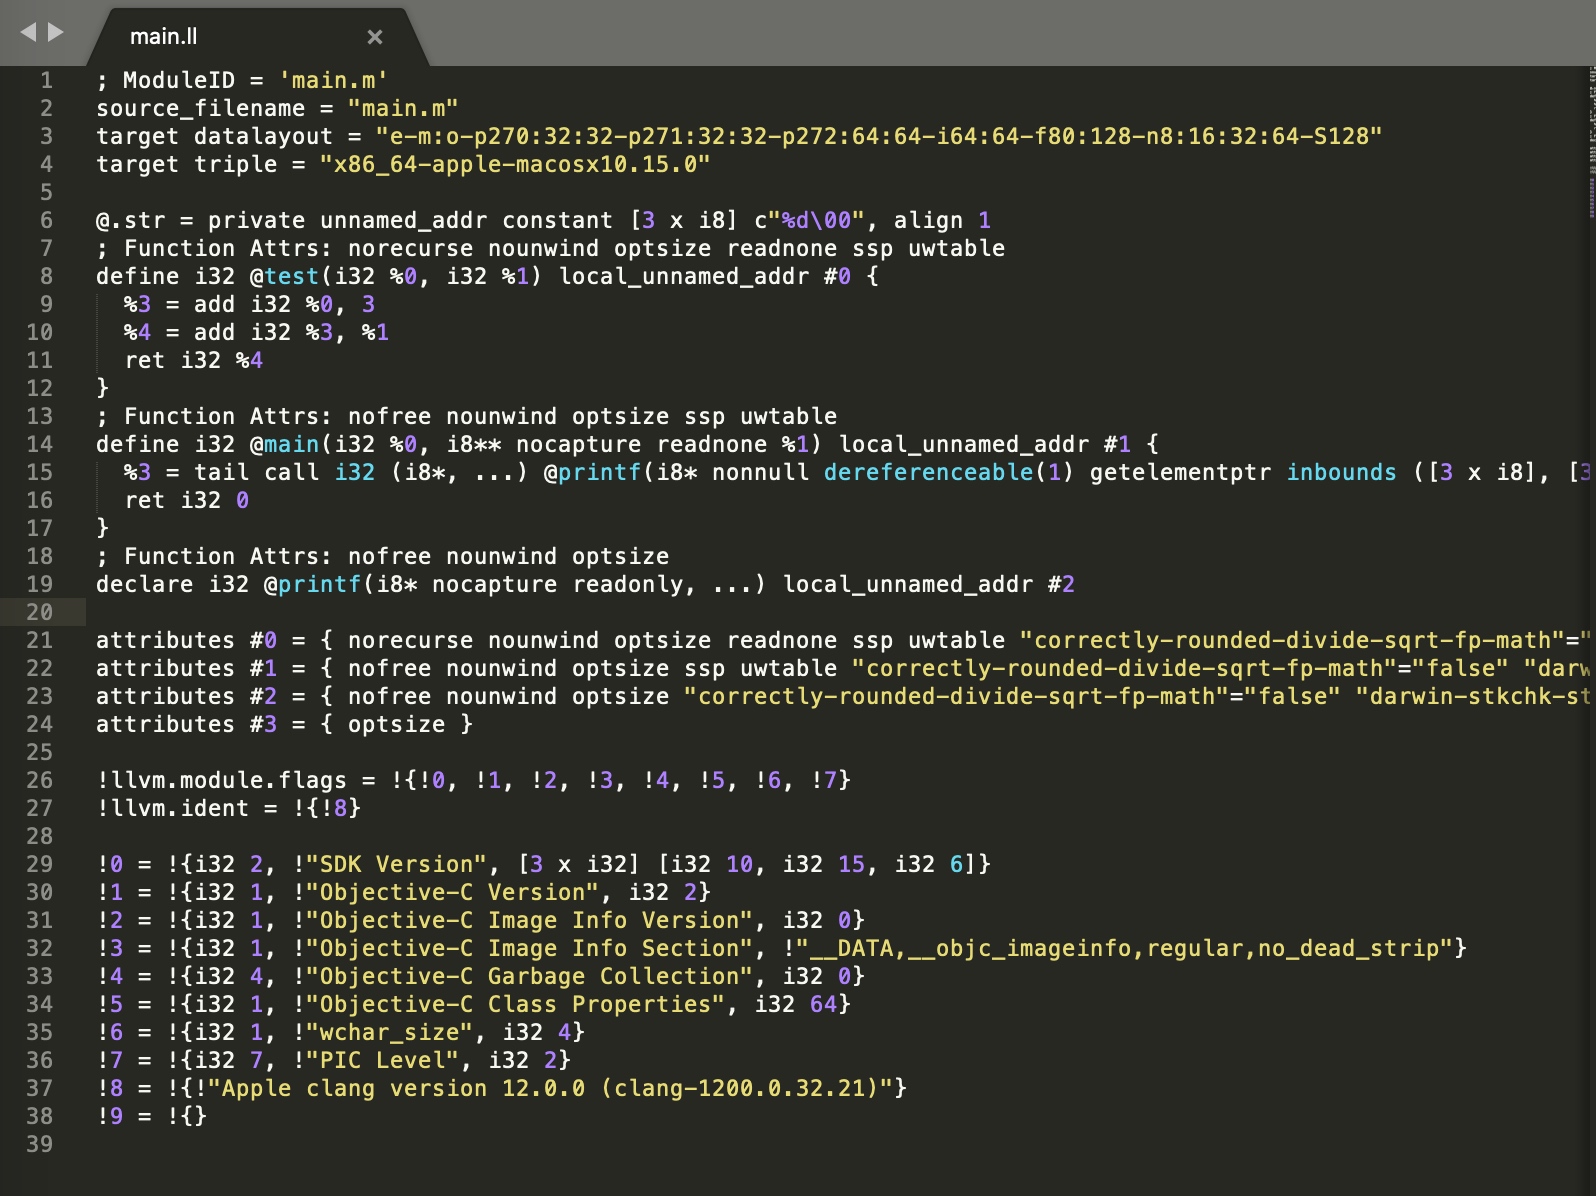 main.ll
1 ; ModuleID = 'main.m'
2 source_filename = "main.m"
3 target datalayout = "e-m:o-p270:32:32-p271:32:32-p272:64:64-i64:64-f80:128-n8:16:32:64-S128"
4 target triple = "x86_64-apple-macosx10.15.0"
5
6 @.str = private unnamed_addr constant [3 x i8] c"%d\00", align 1
7 ; Function Attrs: norecurse nounwind optsize readnone ssp uwtable
8 define i32 @test(i32 %0, i32 %1) local_unnamed_addr #0 {
9   %3 = add i32 %0, 3
10   %4 = add i32 %3, %1
11   ret i32 %4
12 }
13 ; Function Attrs: nofree nounwind optsize ssp uwtable
14 define i32 @main(i32 %0, i8** nocapture readnone %1) local_unnamed_addr #1 {
15   %3 = tail call i32 (i8*, ...) @printf(i8* nonnull dereferenceable(1) getelementptr inbounds ([3 x i8], [3
16   ret i32 0
17 }
18 ; Function Attrs: nofree nounwind optsize
19 declare i32 @printf(i8* nocapture readonly, ...) local_unnamed_addr #2
20
21 attributes #0 = { norecurse nounwind optsize readnone ssp uwtable "correctly-rounded-divide-sqrt-fp-math"="
22 attributes #1 = { nofree nounwind optsize ssp uwtable "correctly-rounded-divide-sqrt-fp-math"="false" "darw
23 attributes #2 = { nofree nounwind optsize "correctly-rounded-divide-sqrt-fp-math"="false" "darwin-stkchk-st
24 attributes #3 = { optsize }
25
26 !llvm.module.flags = !{!0, !1, !2, !3, !4, !5, !6, !7}
27 !llvm.ident = !{!8}
28
29 !0 = !{i32 2, !"SDK Version", [3 x i32] [i32 10, i32 15, i32 6]}
30 !1 = !{i32 1, !"Objective-C Version", i32 2}
31 !2 = !{i32 1, !"Objective-C Image Info Version", i32 0}
32 !3 = !{i32 1, !"Objective-C Image Info Section", !"__DATA,__objc_imageinfo,regular,no_dead_strip"}
33 !4 = !{i32 4, !"Objective-C Garbage Collection", i32 0}
34 !5 = !{i32 1, !"Objective-C Class Properties", i32 64}
35 !6 = !{i32 1, !"wchar_size", i32 4}
36 !7 = !{i32 7, !"PIC Level", i32 2}
37 !8 = !{!"Apple clang version 12.0.0 (clang-1200.0.32.21)"}
38 !9 = !{}
39